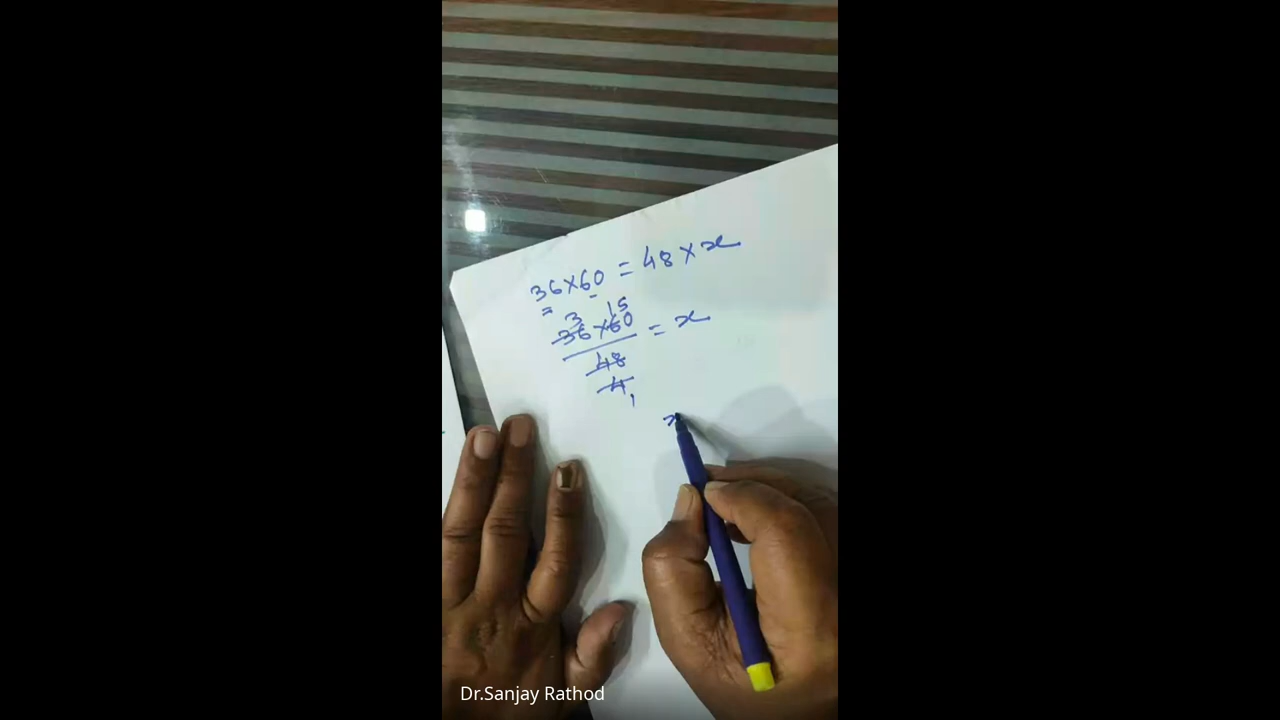 36×60 = 48×x
3 15
36×60 = x
48
4 1
x
Dr.Sanjay Rathod